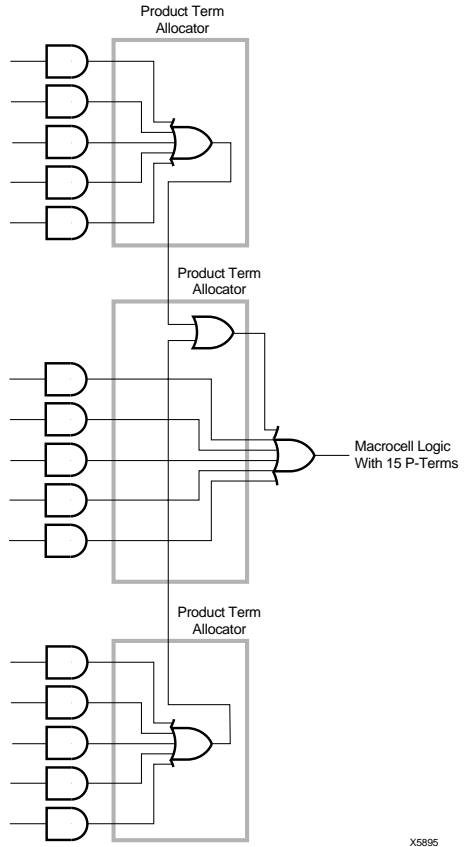 Product Term
Allocator
Product Term
Allocator
Macrocell Logic
With 15 P-Terms
Product Term
Allocator
X5895